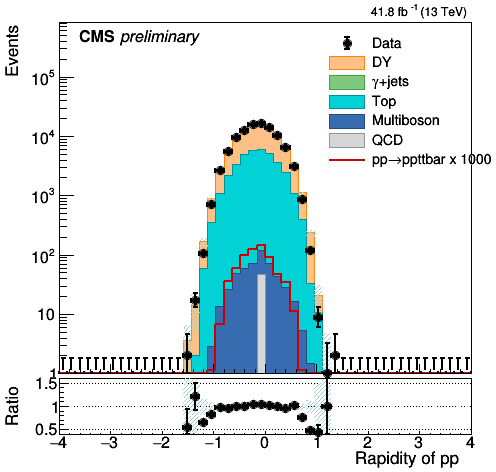 41.8 fb⁻¹ (13 TeV)
CMS preliminary
Events
Data
DY
γ+jets
Top
Multiboson
QCD
pp→ppttbar x 1000
10⁵
10⁴
10³
10²
10
1
Ratio
1.5
1
0.5
−4 −3 −2 −1 0 1 2 3 4
Rapidity of pp